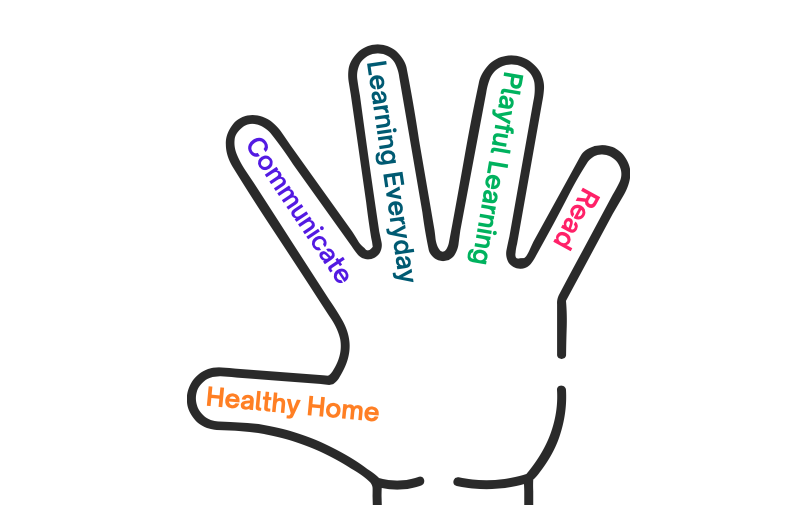 Healthy Home
Communicate
Learning Everyday
Playful Learning
Read